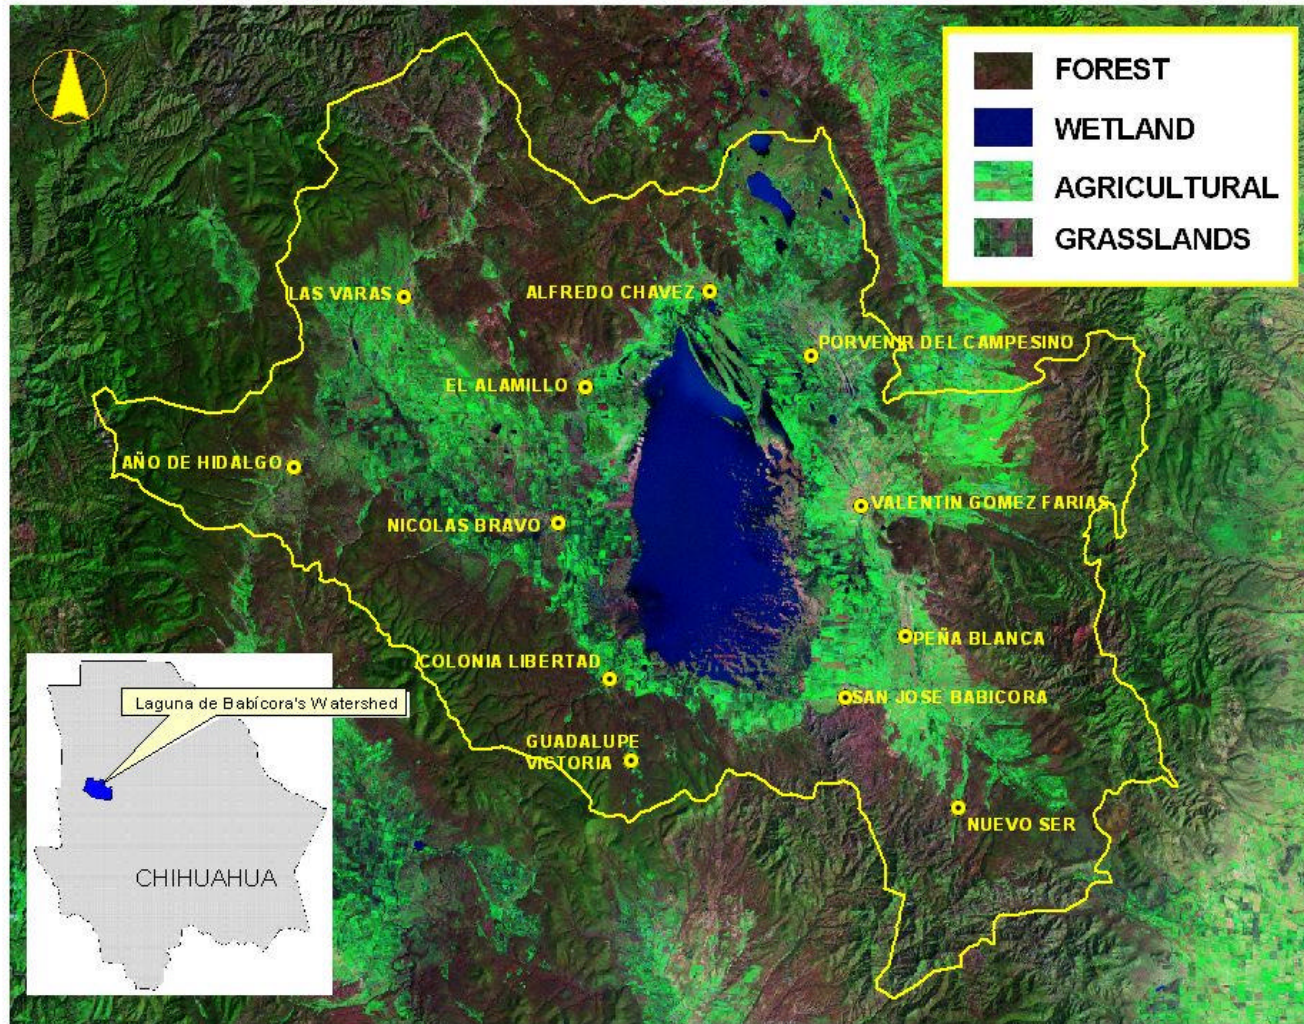 FOREST
WETLAND
AGRICULTURAL
GRASSLANDS
LAS VARAS
ALFREDO CHAVEZ
PORVENIR DEL CAMPESINO
EL ALAMILLO
AÑO DE HIDALGO
VALENTIN GOMEZ FARIAS
NICOLAS BRAVO
PEÑA BLANCA
COLONIA LIBERTAD
SAN JOSE BABICORA
GUADALUPE
VICTORIA
NUEVO SER
Laguna de Babícora's Watershed
CHIHUAHUA